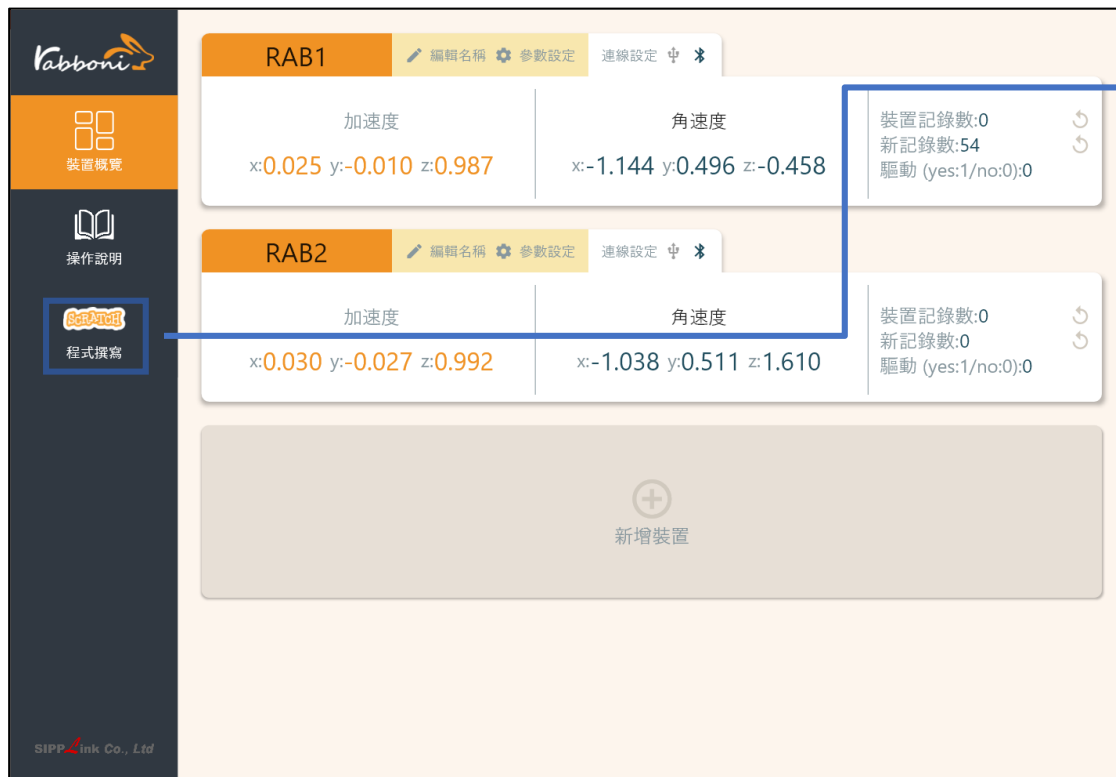 rabboni
裝置概覽
操作說明
SCRATCH
程式撰寫
SIPPLink Co., Ltd
RAB1 編輯名稱 參數設定 連線設定
加速度 角速度
x:0.025 y:-0.010 z:0.987 x:-1.144 y:0.496 z:-0.458
裝置記錄數:0
新記錄數:54
驅動 (yes:1/no:0):0
RAB2 編輯名稱 參數設定 連線設定
加速度 角速度
x:0.030 y:-0.027 z:0.992 x:-1.038 y:0.511 z:1.610
裝置記錄數:0
新記錄數:0
驅動 (yes:1/no:0):0
新增裝置